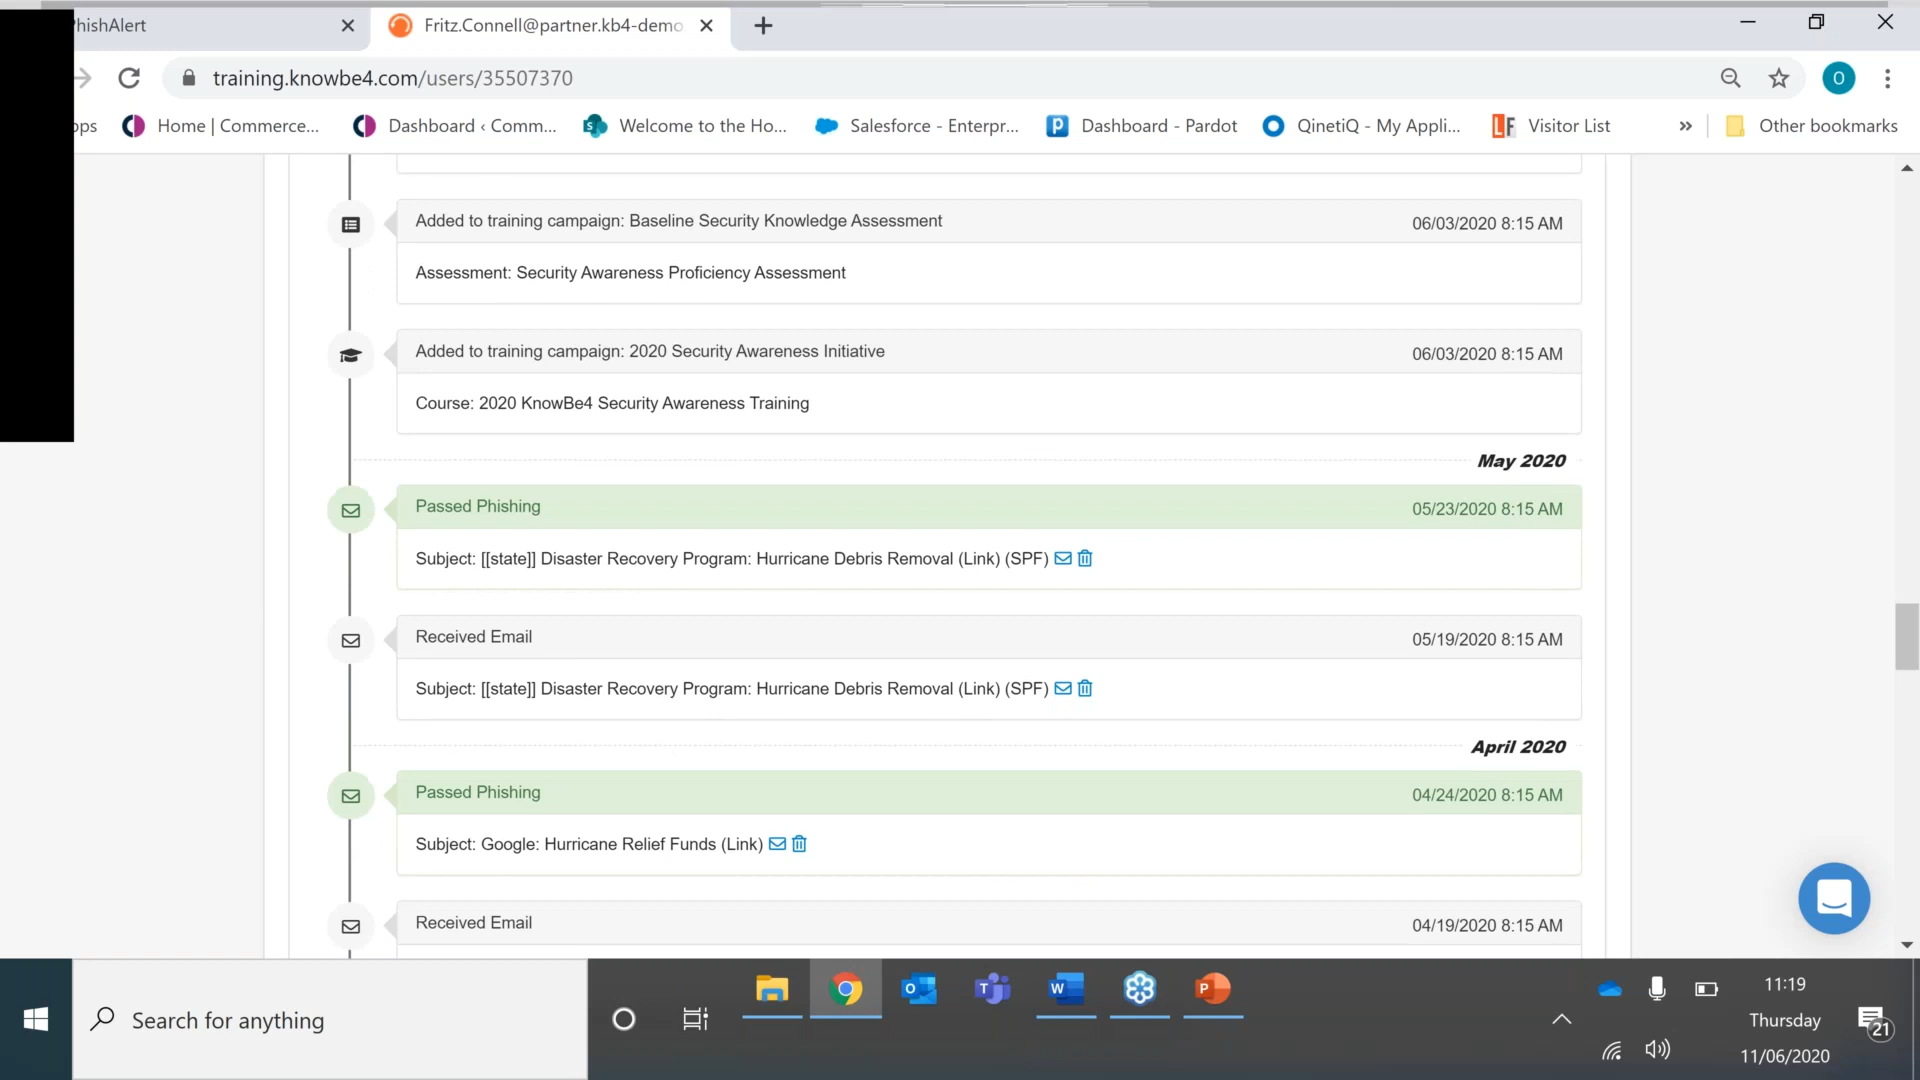 hishAlert
Fritz.Connell@partner.kb4-demo
training.knowbe4.com/users/35507370
O
ops
Home | Commerce...
Dashboard ‹ Comm...
Welcome to the Ho...
Salesforce - Enterpr...
Dashboard - Pardot
QinetiQ - My Appli...
Visitor List
»
Other bookmarks
Added to training campaign: Baseline Security Knowledge Assessment
06/03/2020 8:15 AM
Assessment: Security Awareness Proficiency Assessment
Added to training campaign: 2020 Security Awareness Initiative
06/03/2020 8:15 AM
Course: 2020 KnowBe4 Security Awareness Training
May 2020
Passed Phishing
05/23/2020 8:15 AM
Subject: [[state]] Disaster Recovery Program: Hurricane Debris Removal (Link) (SPF)
Received Email
05/19/2020 8:15 AM
Subject: [[state]] Disaster Recovery Program: Hurricane Debris Removal (Link) (SPF)
April 2020
Passed Phishing
04/24/2020 8:15 AM
Subject: Google: Hurricane Relief Funds (Link)
Received Email
04/19/2020 8:15 AM
Search for anything
11:19
Thursday
11/06/2020
21